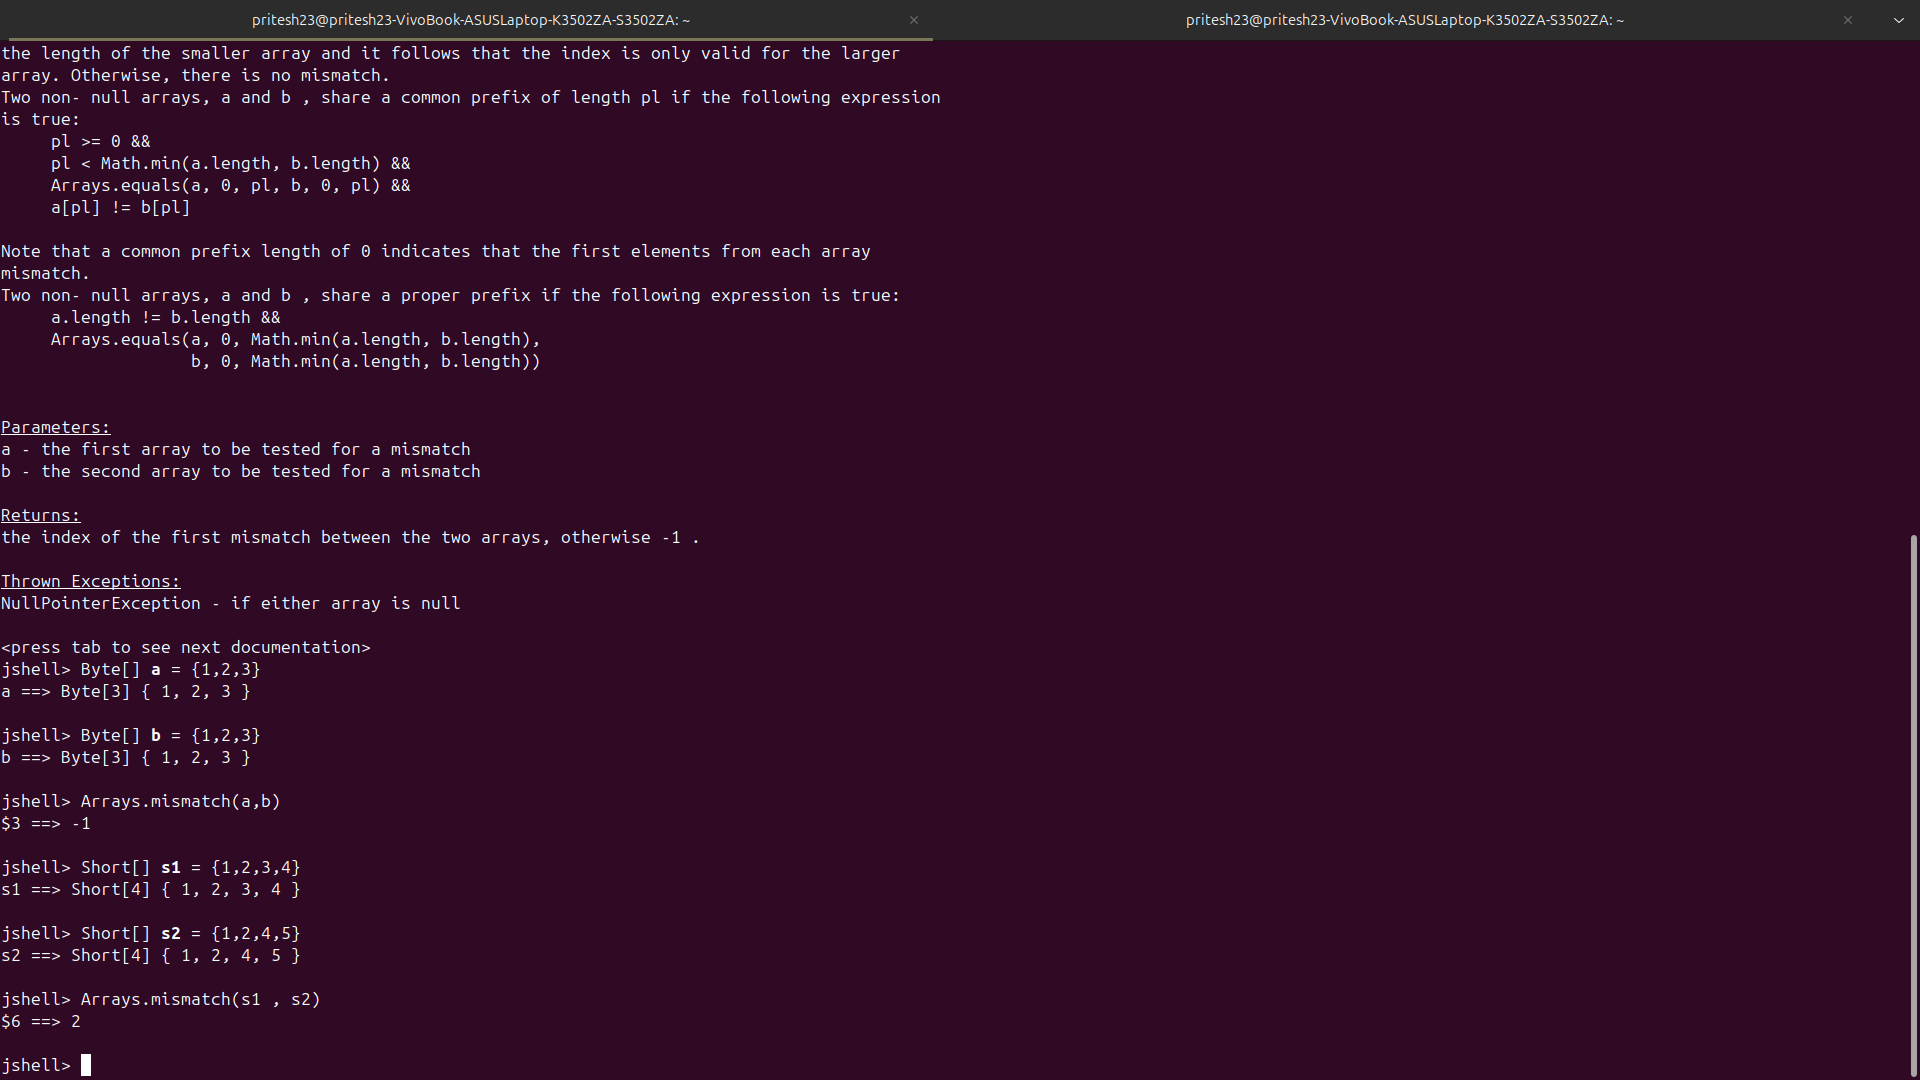 pritesh23@pritesh23-VivoBook-ASUSLaptop-K3502ZA-S3502ZA: ~
pritesh23@pritesh23-VivoBook-ASUSLaptop-K3502ZA-S3502ZA: ~
the length of the smaller array and it follows that the index is only valid for the larger
array. Otherwise, there is no mismatch.
Two non- null arrays, a and b , share a common prefix of length pl if the following expression
is true:
     pl >= 0 &&
     pl < Math.min(a.length, b.length) &&
     Arrays.equals(a, 0, pl, b, 0, pl) &&
     a[pl] != b[pl]

Note that a common prefix length of 0 indicates that the first elements from each array
mismatch.
Two non- null arrays, a and b , share a proper prefix if the following expression is true:
     a.length != b.length &&
     Arrays.equals(a, 0, Math.min(a.length, b.length),
                   b, 0, Math.min(a.length, b.length))

Parameters:
a - the first array to be tested for a mismatch
b - the second array to be tested for a mismatch

Returns:
the index of the first mismatch between the two arrays, otherwise -1 .

Thrown Exceptions:
NullPointerException - if either array is null

<press tab to see next documentation>
jshell> Byte[] a = {1,2,3}
a ==> Byte[3] { 1, 2, 3 }

jshell> Byte[] b = {1,2,3}
b ==> Byte[3] { 1, 2, 3 }

jshell> Arrays.mismatch(a,b)
$3 ==> -1

jshell> Short[] s1 = {1,2,3,4}
s1 ==> Short[4] { 1, 2, 3, 4 }

jshell> Short[] s2 = {1,2,4,5}
s2 ==> Short[4] { 1, 2, 4, 5 }

jshell> Arrays.mismatch(s1 , s2)
$6 ==> 2

jshell>